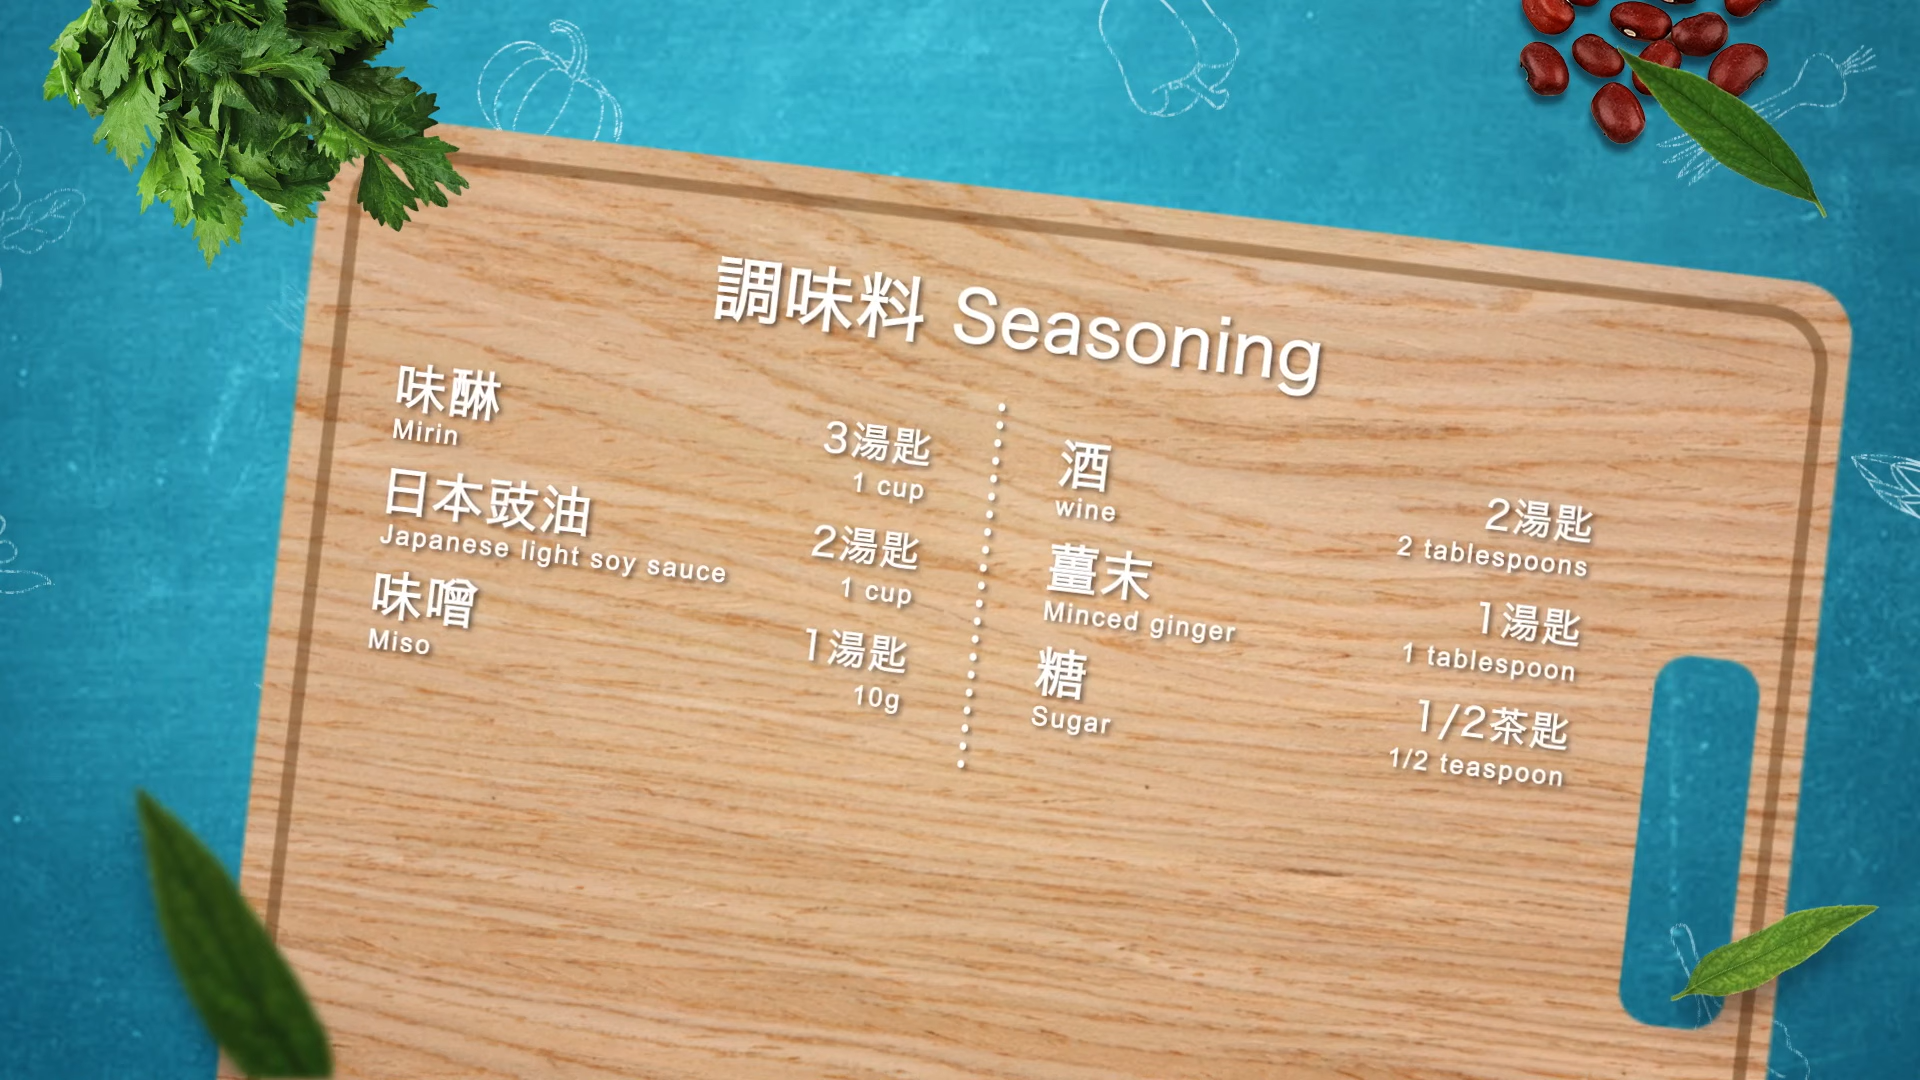 調味料 Seasoning
味醂
3湯匙
Mirin
1 cup
日本豉油
2湯匙
Japanese light soy sauce
1 cup
味噌
1湯匙
Miso
10g
酒
2湯匙
wine
2 tablespoons
薑末
1湯匙
Minced ginger
1 tablespoon
糖
1/2茶匙
Sugar
1/2 teaspoon